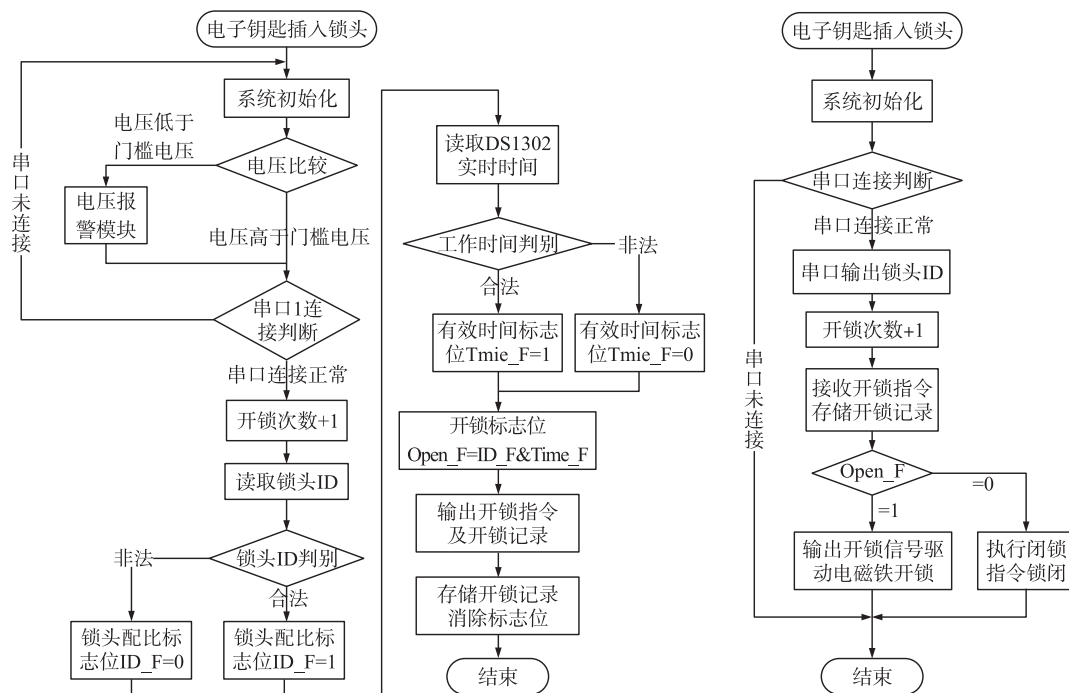 电子钥匙插入锁头
系统初始化
电压低于
门槛电压
电压比较
电压报
警模块
串口未连接
电压高于门槛电压
串口1连
接判断
串口连接正常
开锁次数+1
读取锁头ID
锁头ID判别
非法
合法
锁头配比标
志位ID_F=0
锁头配比标
志位ID_F=1
读取DS1302
实时时间
工作时间判别
非法
合法
有效时间标志
位Tmie_F=1
有效时间标志
位Tmie_F=0
开锁标志位
Open_F=ID_F&Time_F
输出开锁指令
及开锁记录
存储开锁记录
消除标志位
结束
电子钥匙插入锁头
系统初始化
串口连接判断
串口连接正常
串口输出锁头ID
开锁次数+1
串口未连接
接收开锁指令
存储开锁记录
Open_F
=0
=1
输出开锁信号驱
动电磁铁开锁
执行闭锁
指令锁闭
结束